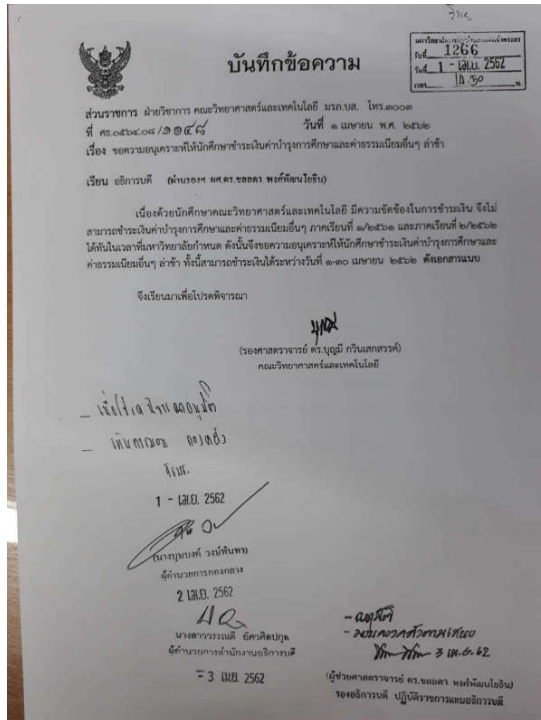 บันทึกข้อความ
1266
วันที่ 1 - เม.ย. 2562
เวลา 10.30 น.
ส่วนราชการ ฝ่ายวิชาการ คณะวิทยาศาสตร์และเทคโนโลยี มรภ.บส. โทร.๓๐๐๓
ที่ ศธ.๐๕๖๔.๐๘/๑๑๔๘ วันที่ ๑ เมษายน พ.ศ. ๒๕๖๒
เรื่อง ขอความอนุเคราะห์ให้นักศึกษาชำระเงินค่าบำรุงการศึกษาและค่าธรรมเนียมอื่นๆ ล่าช้า
เรียน อธิการบดี (ผ่านรองฯ ผศ.ดร.ชลลดา พงศ์พัฒนโยธิน)
เนื่องด้วยนักศึกษาคณะวิทยาศาสตร์และเทคโนโลยี มีความขัดข้องในการชำระเงิน จึงไม่
สามารถชำระเงินค่าบำรุงการศึกษาและค่าธรรมเนียมอื่นๆ ภาคเรียนที่ ๑/๒๕๖๑ และภาคเรียนที่ ๒/๒๕๖๒
ได้ทันในเวลาที่มหาวิทยาลัยกำหนด ดังนั้นจึงขอความอนุเคราะห์ให้นักศึกษาชำระเงินค่าบำรุงการศึกษาและ
ค่าธรรมเนียมอื่นๆ ล่าช้า ทั้งนี้สามารถชำระเงินได้ระหว่างวันที่ ๑-๓๐ เมษายน ๒๕๖๒ ดังเอกสารแนบ
จึงเรียนมาเพื่อโปรดพิจารณา
(รองศาสตราจารย์ ดร.บุญมี กวินเสกสรรค์)
คณะวิทยาศาสตร์และเทคโนโลยี
1 - เม.ย. 2562
ผู้อำนวยการกองกลาง
2 เม.ย. 2562
ผู้อำนวยการสำนักงานอธิการบดี
- 3 เม.ย. 2562
- อนุมัติ
3 เม.ย. 62
(ผู้ช่วยศาสตราจารย์ ดร.ชลลดา พงศ์พัฒนโยธิน)
รองอธิการบดี ปฏิบัติราชการแทนอธิการบดี